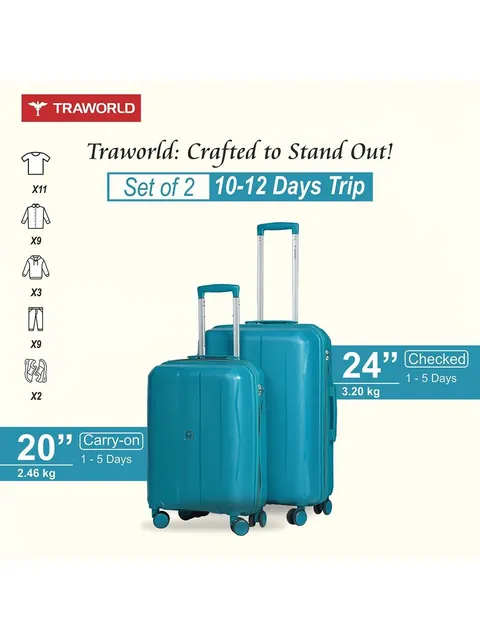 TRAWORLD
Traworld: Crafted to Stand Out!
Set of 2 10-12 Days Trip
X11
X9
X3
X9
X2
24” Checked
1 - 5 Days
3.20 kg
20” Carry-on
1 - 5 Days
2.46 kg